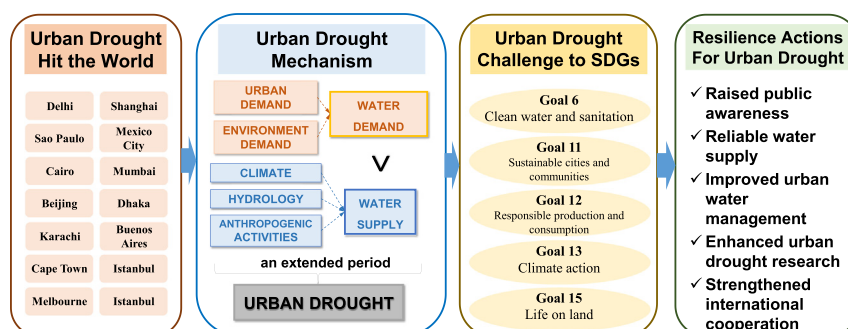 Urban Drought
Hit the World
Delhi
Shanghai
Sao Paulo
Mexico
City
Cairo
Mumbai
Beijing
Dhaka
Karachi
Buenos
Aires
Cape Town
Istanbul
Melbourne
Istanbul
Urban Drought
Mechanism
URBAN
DEMAND
ENVIRONMENT
DEMAND
WATER
DEMAND
>
CLIMATE
HYDROLOGY
ANTHROPOGENIC
ACTIVITIES
WATER
SUPPLY
an extended period
URBAN DROUGHT
Urban Drought
Challenge to SDGs
Goal 6
Clean water and sanitation
Goal 11
Sustainable cities and
communities
Goal 12
Responsible production and
consumption
Goal 13
Climate action
Goal 15
Life on land
Resilience Actions
For Urban Drought
✓ Raised public
awareness
✓ Reliable water
supply
✓ Improved urban
water
management
✓ Enhanced urban
drought research
✓ Strengthened
international
cooperation